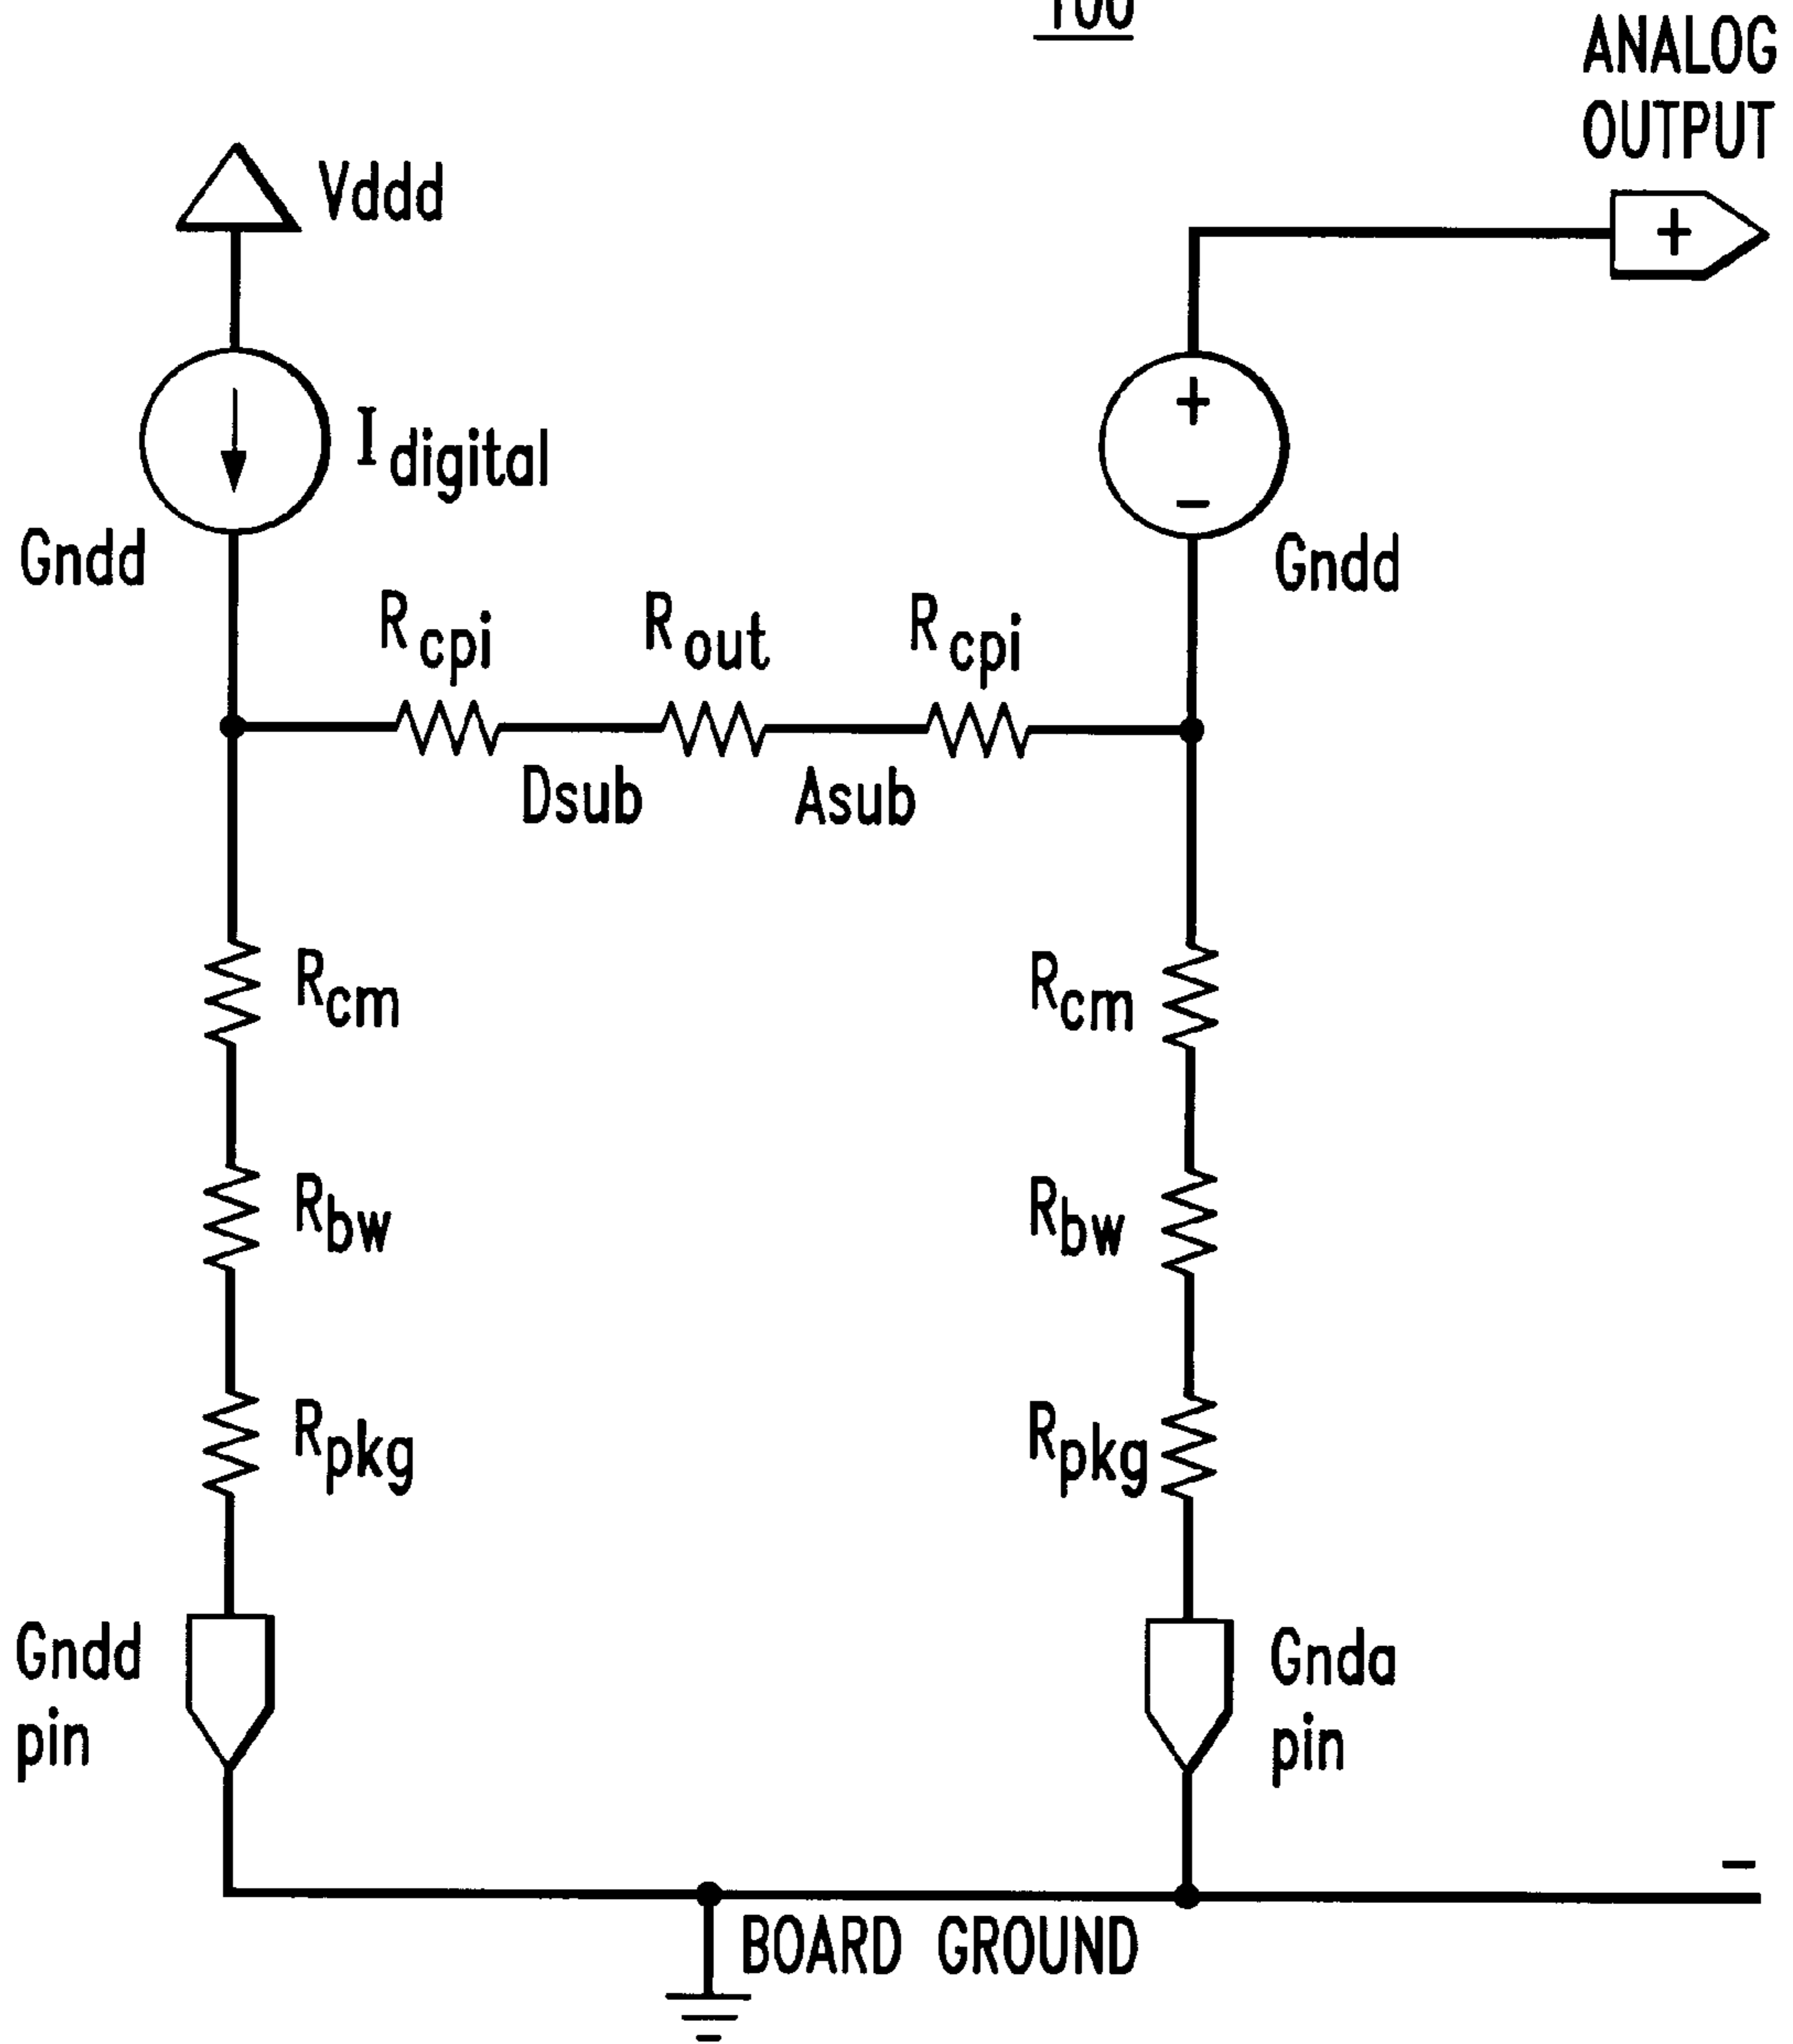 100
ANALOG
OUTPUT
Vddd
+
I digital
+
-
Gndd
Gndd
Rcpi
Rout
Rcpi
Dsub
Asub
Rcm
Rcm
Rbw
Rbw
Rpkg
Rpkg
Gndd
pin
Gnda
pin
-
BOARD GROUND